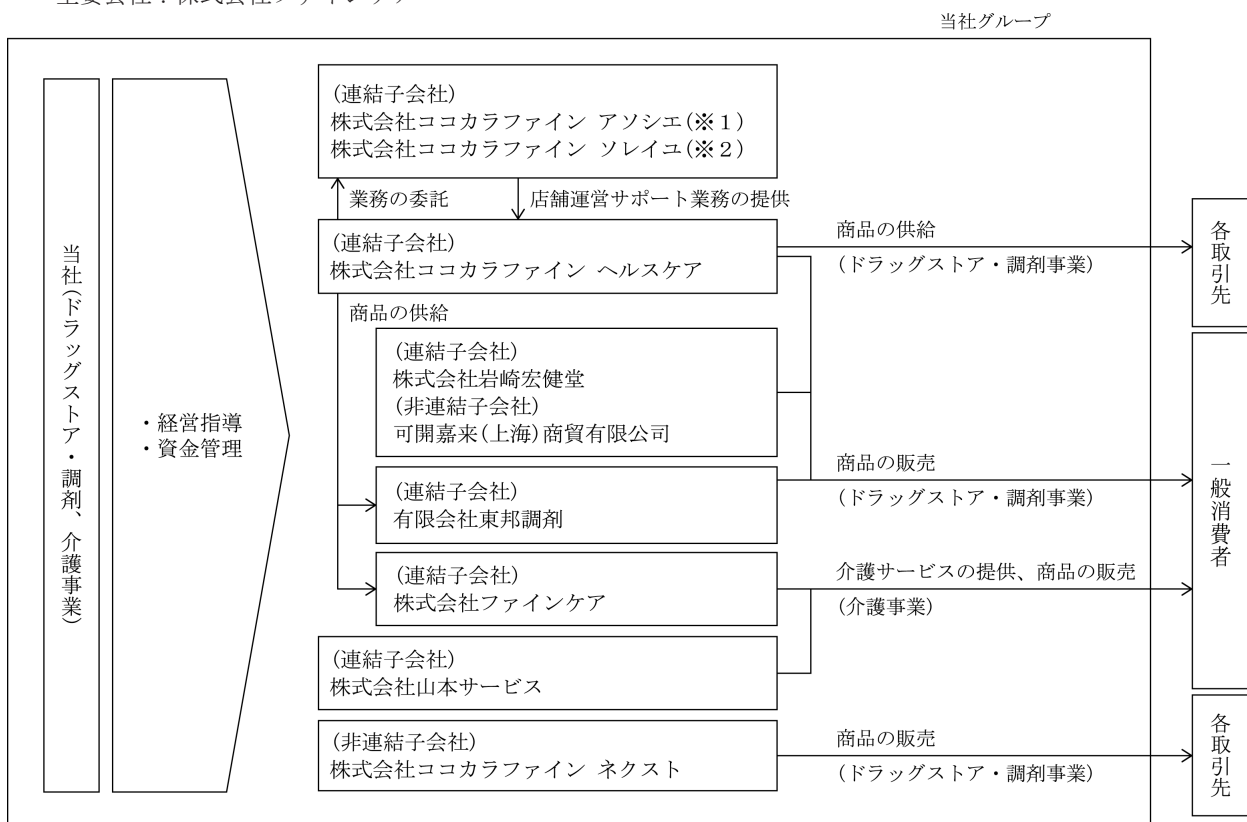 当社グループ
当社(ドラッグストア・調剤、介護事業)
・経営指導
・資金管理
(連結子会社)
株式会社ココカラファイン アソシエ(※１)
株式会社ココカラファイン ソレイユ(※２)
業務の委託
店舗運営サポート業務の提供
(連結子会社)
株式会社ココカラファイン ヘルスケア
商品の供給
(ドラッグストア・調剤事業)
各取引先
商品の供給
(連結子会社)
株式会社岩崎宏健堂
(非連結子会社)
可開嘉来(上海)商貿有限公司
(連結子会社)
有限会社東邦調剤
商品の販売
(ドラッグストア・調剤事業)
一般消費者
(連結子会社)
株式会社ファインケア
介護サービスの提供、商品の販売
(介護事業)
(連結子会社)
株式会社山本サービス
(非連結子会社)
株式会社ココカラファイン ネクスト
商品の販売
(ドラッグストア・調剤事業)
各取引先